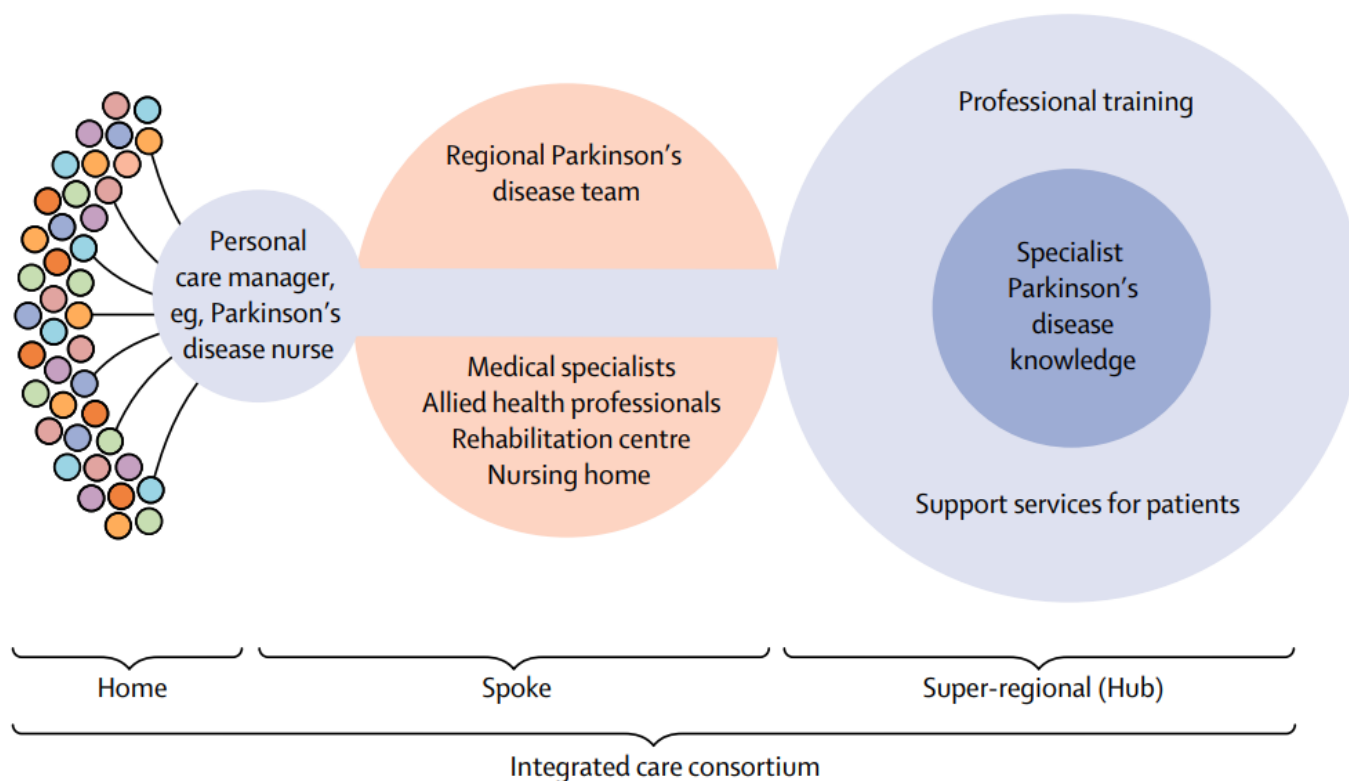 Personal
care manager,
eg, Parkinson’s
disease nurse
Regional Parkinson’s
disease team
Medical specialists
Allied health professionals
Rehabilitation centre
Nursing home
Professional training
Specialist
Parkinson’s
disease
knowledge
Support services for patients
Home
Spoke
Super-regional (Hub)
Integrated care consortium